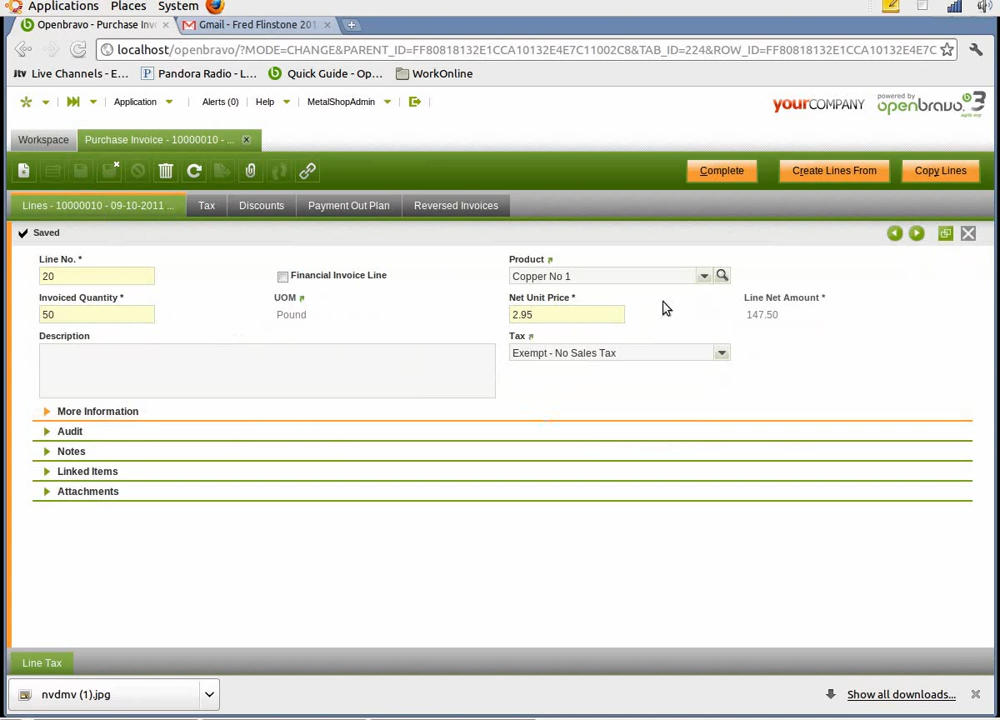 Applications Places System
Openbravo - Purchase Inv × Gmail - Fred Flinstone 201 ×
localhost/openbravo/?MODE=CHANGE&PARENT_ID=FF80818132E1CCA10132E4E7C11002C8&TAB_ID=224&ROW_ID=FF80818132E1CCA10132E4E7C
jtv Live Channels - E... P Pandora Radio - L... Quick Guide - Op... WorkOnline
Application Alerts (0) Help MetalShopAdmin
yourCOMPANY powered by openbravo 3
Workspace Purchase Invoice - 10000010 - ...
Complete Create Lines From Copy Lines
Lines - 10000010 - 09-10-2011 ... Tax Discounts Payment Out Plan Reversed Invoices
Saved
Line No. * Product
20 Financial Invoice Line Copper No 1
Invoiced Quantity * UOM Net Unit Price * Line Net Amount *
50 Pound 2.95 147.50
Description Tax
Exempt - No Sales Tax
More Information
Audit
Notes
Linked Items
Attachments
Line Tax
nvdmv (1).jpg Show all downloads...